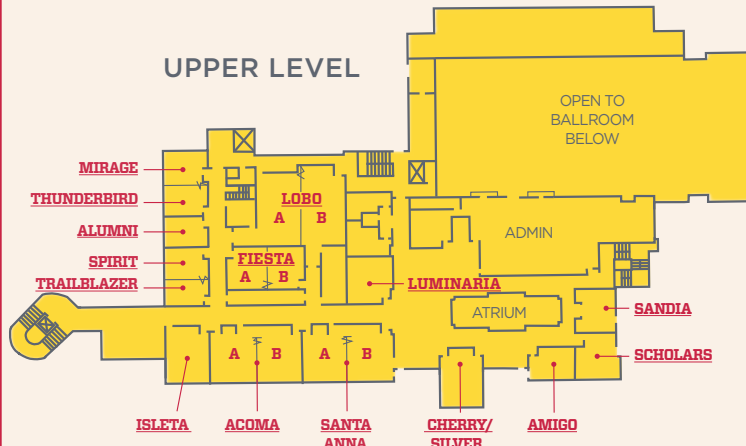 UPPER LEVEL
OPEN TO
BALLROOM
BELOW
MIRAGE
THUNDERBIRD
ALUMNI
SPIRIT
TRAILBLAZER
LOBO
A B
FIESTA
A B
LUMINARIA
ADMIN
ATRIUM
SANDIA
SCHOLARS
A B
A B
ISLETA
ACOMA
SANTA
ANNA
CHERRY/
SILVER
AMIGO